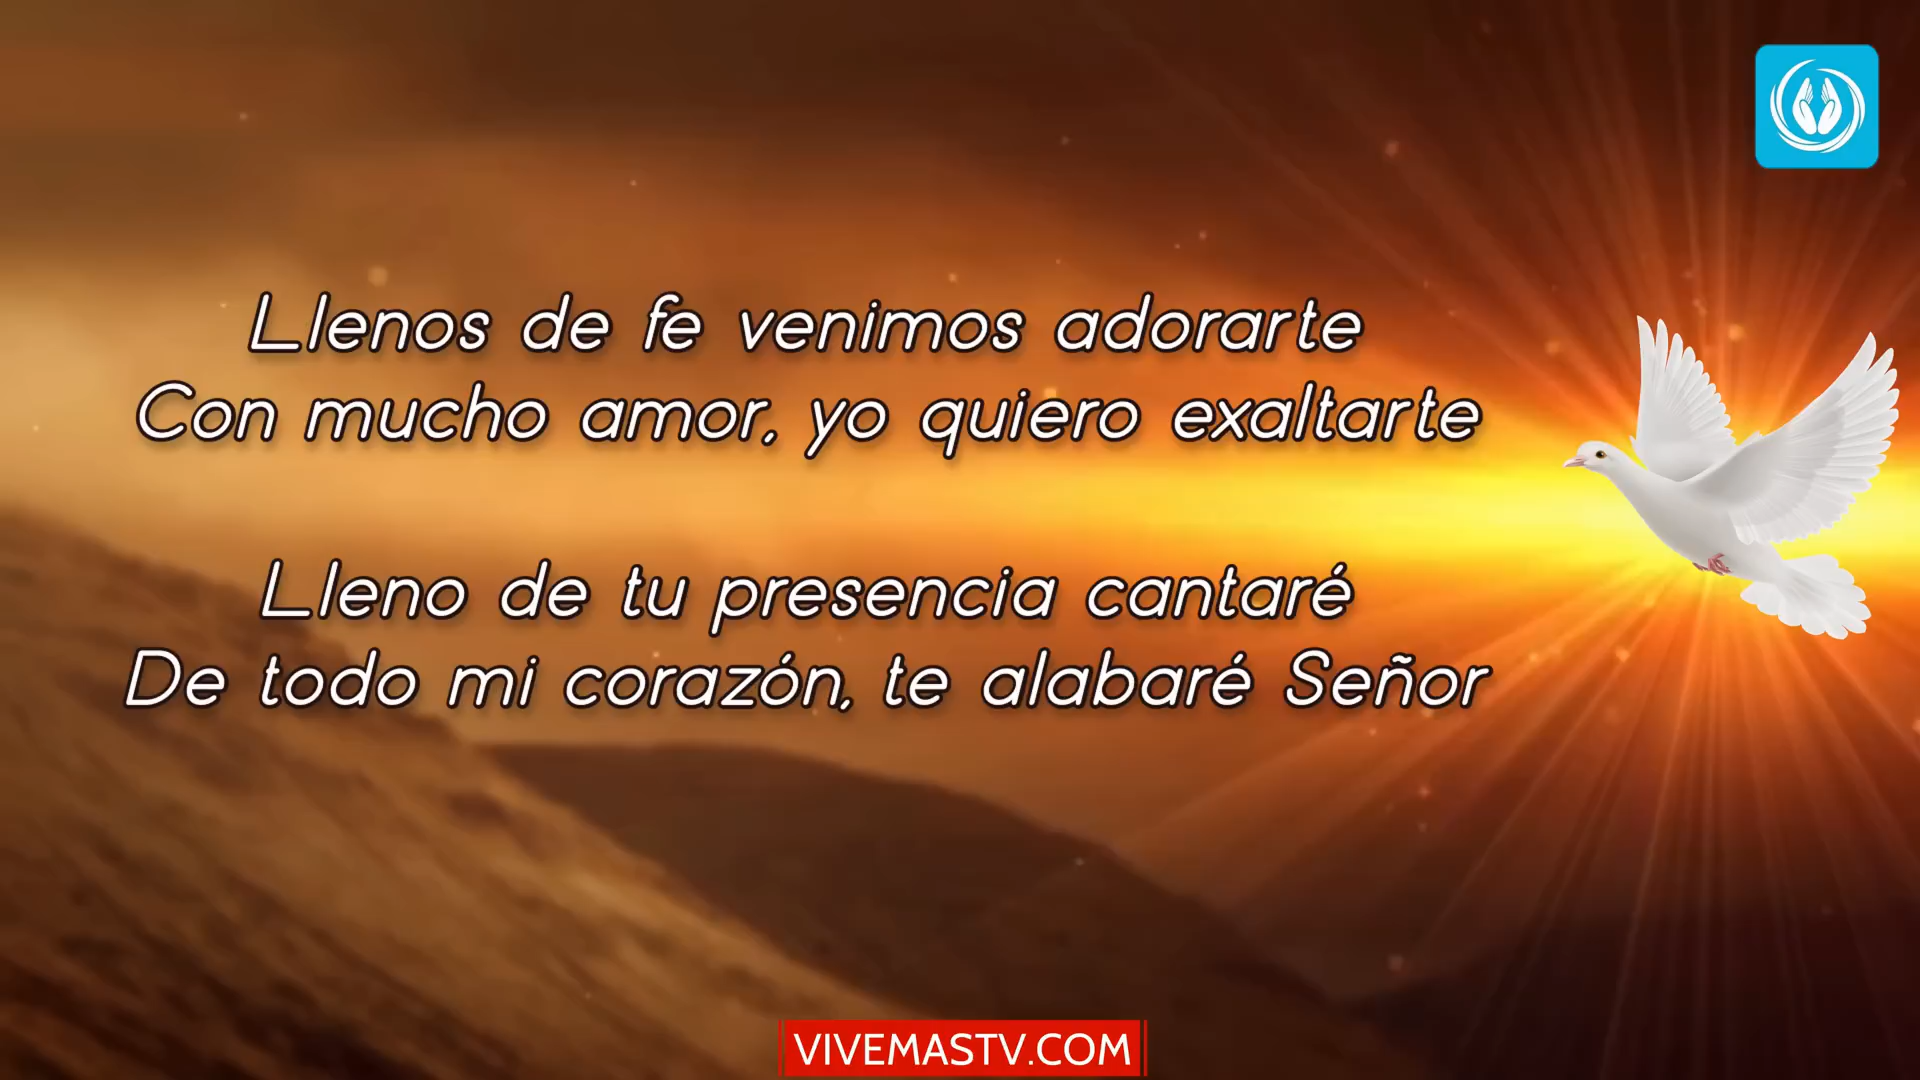 Llenos de fe venimos adorarte
Con mucho amor, yo quiero exaltarte
Lleno de tu presencia cantaré
De todo mi corazón, te alabaré Señor
VIVEMASTV.COM